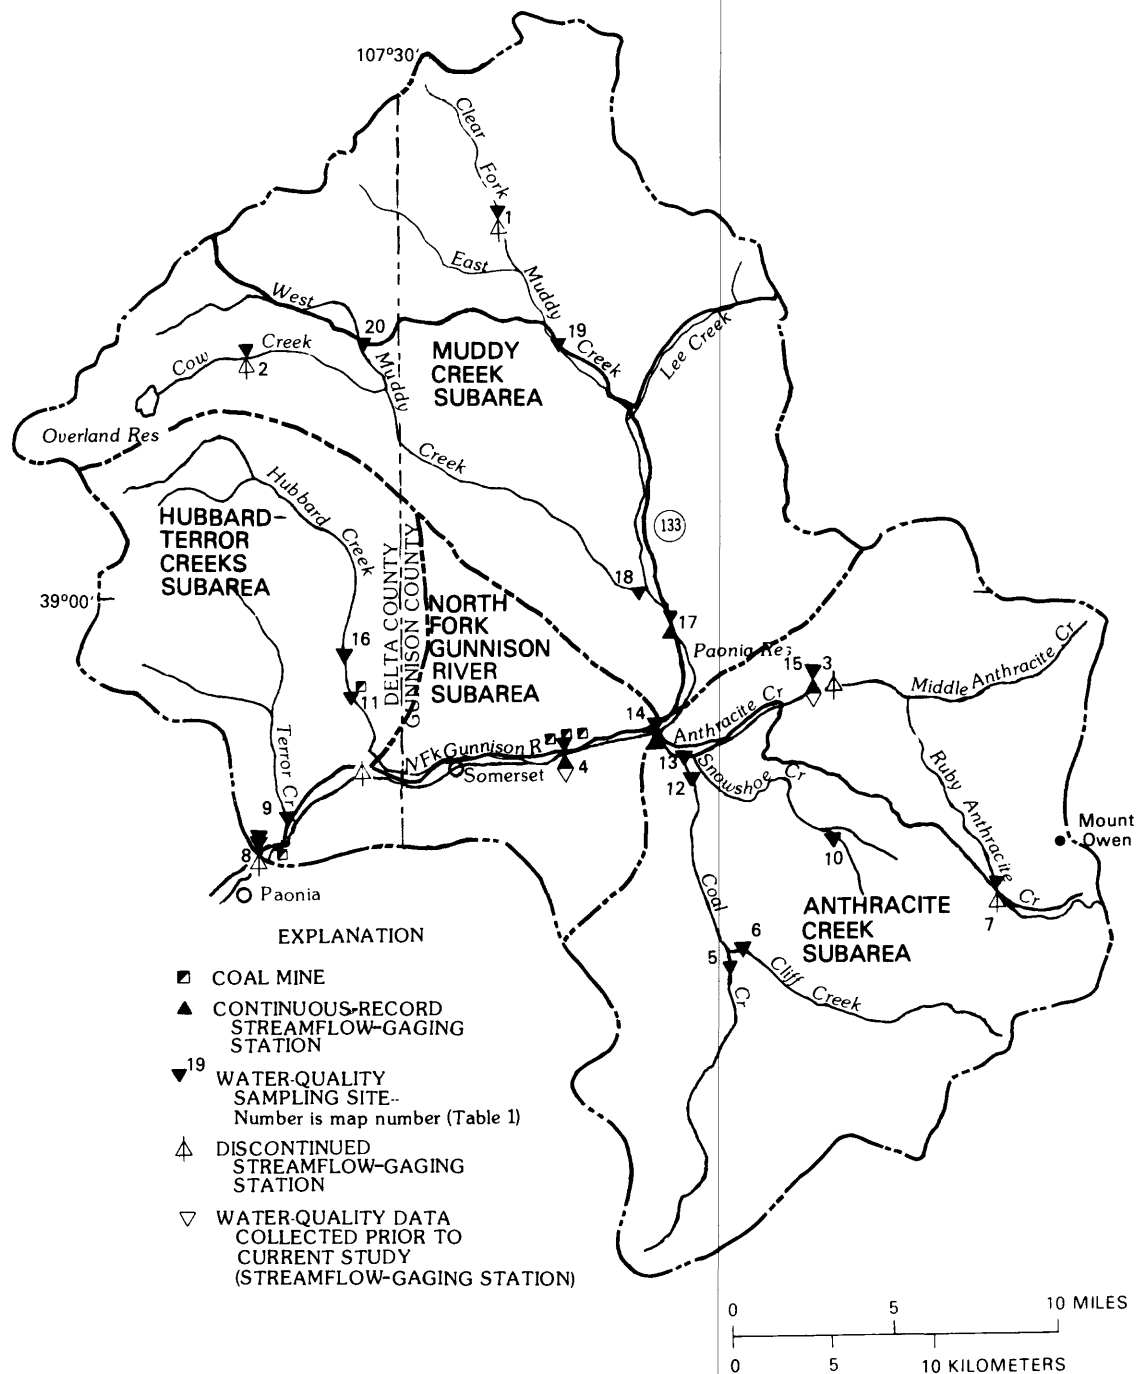 107°30'
Clear
Fork
1
East
Muddy
West
20
19
Creek
Lee Creek
Cow
Creek
2
Muddy
MUDDY
CREEK
SUBAREA
Overland Res
Creek
Hubbard
Creek
HUBBARD-
TERROR
CREEKS
SUBAREA
133
DELTA COUNTY
GUNNISON COUNTY
39°00'
18
NORTH
FORK
GUNNISON
RIVER
SUBAREA
17
Paonia Res
16
15
3
Middle Anthracite Cr
11
14
Anthracite Cr
Terror Cr
N Fk Gunnison R
Somerset
4
13
12
Snowshoe Cr
Ruby Anthracite Cr
9
8
10
Mount
Owen
Paonia
Coal
Cr
7
ANTHRACITE
CREEK
SUBAREA
6
5
Cliff Creek
EXPLANATION
COAL MINE
CONTINUOUS-RECORD
STREAMFLOW-GAGING
STATION
19
WATER-QUALITY
SAMPLING SITE--
Number is map number (Table 1)
DISCONTINUED
STREAMFLOW-GAGING
STATION
WATER-QUALITY DATA
COLLECTED PRIOR TO
CURRENT STUDY
(STREAMFLOW-GAGING STATION)
0 5 10 MILES
0 5 10 KILOMETERS